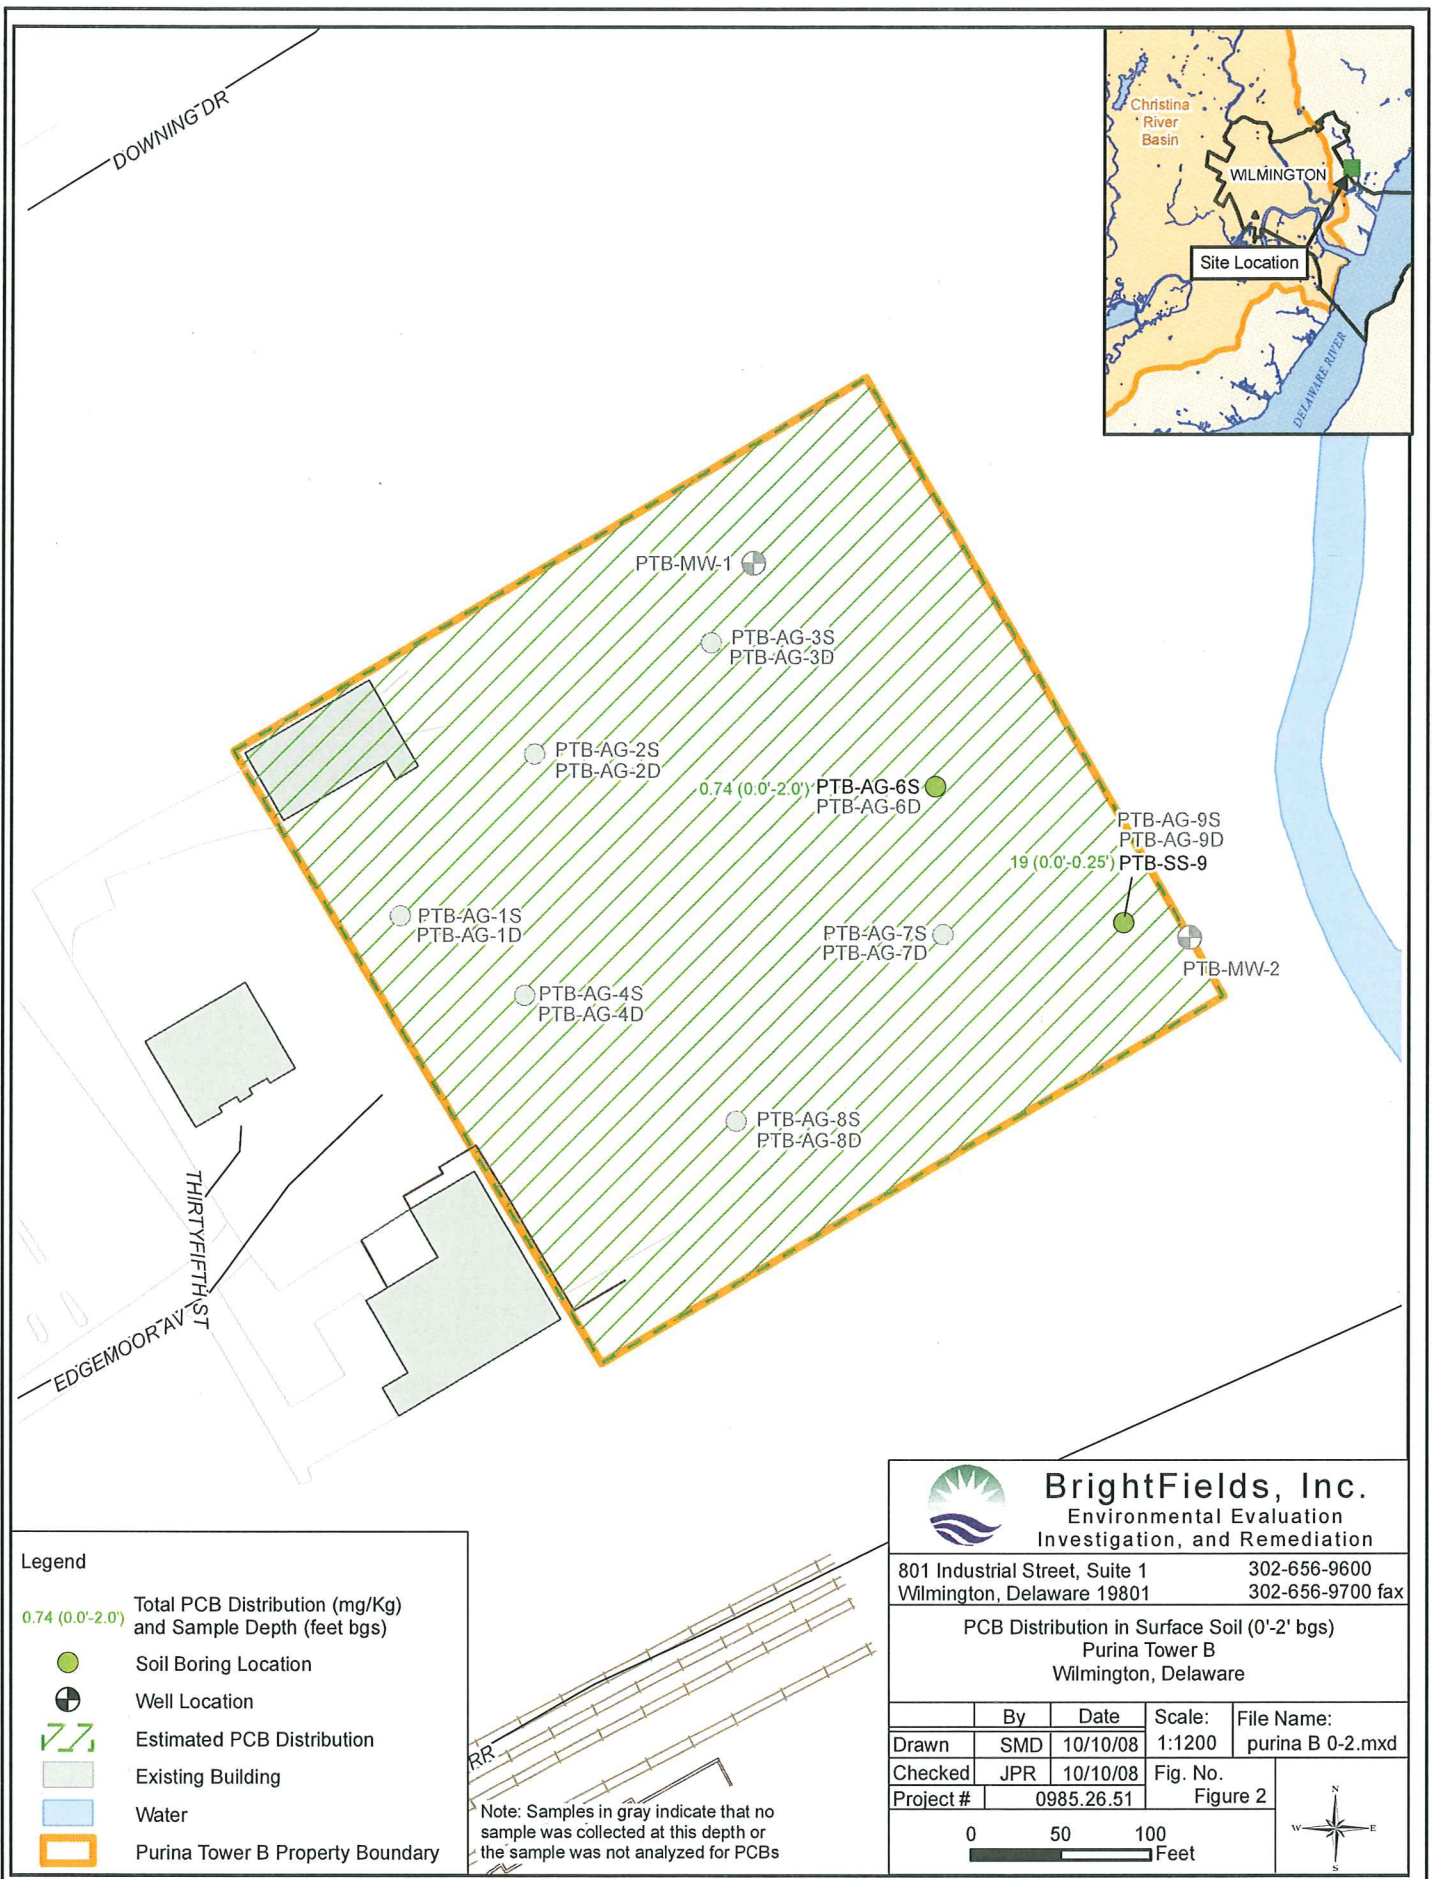 DOWNING DR
Christina
River
Basin
WILMINGTON
Site Location
DELAWARE RIVER
PTB-MW-1
PTB-AG-3S
PTB-AG-3D
PTB-AG-2S
PTB-AG-2D
0.74 (0.0'-2.0') PTB-AG-6S
PTB-AG-6D
PTB-AG-9S
PTB-AG-9D
19 (0.0'-0.25') PTB-SS-9
PTB-AG-1S
PTB-AG-1D
PTB-AG-7S
PTB-AG-7D
PTB-MW-2
PTB-AG-4S
PTB-AG-4D
PTB-AG-8S
PTB-AG-8D
THIRTYFIFTH ST
EDGEMOOR AV
RR
Legend
0.74 (0.0'-2.0') Total PCB Distribution (mg/Kg)
and Sample Depth (feet bgs)
Soil Boring Location
Well Location
Estimated PCB Distribution
Existing Building
Water
Purina Tower B Property Boundary
Note: Samples in gray indicate that no
sample was collected at this depth or
the sample was not analyzed for PCBs
BrightFields, Inc.
Environmental Evaluation
Investigation, and Remediation
801 Industrial Street, Suite 1 302-656-9600
Wilmington, Delaware 19801 302-656-9700 fax
PCB Distribution in Surface Soil (0'-2' bgs)
Purina Tower B
Wilmington, Delaware
By Date Scale: File Name:
Drawn SMD 10/10/08 1:1200 purina B 0-2.mxd
Checked JPR 10/10/08 Fig. No.
Project # 0985.26.51 Figure 2
0 50 100
Feet
N
W E
S